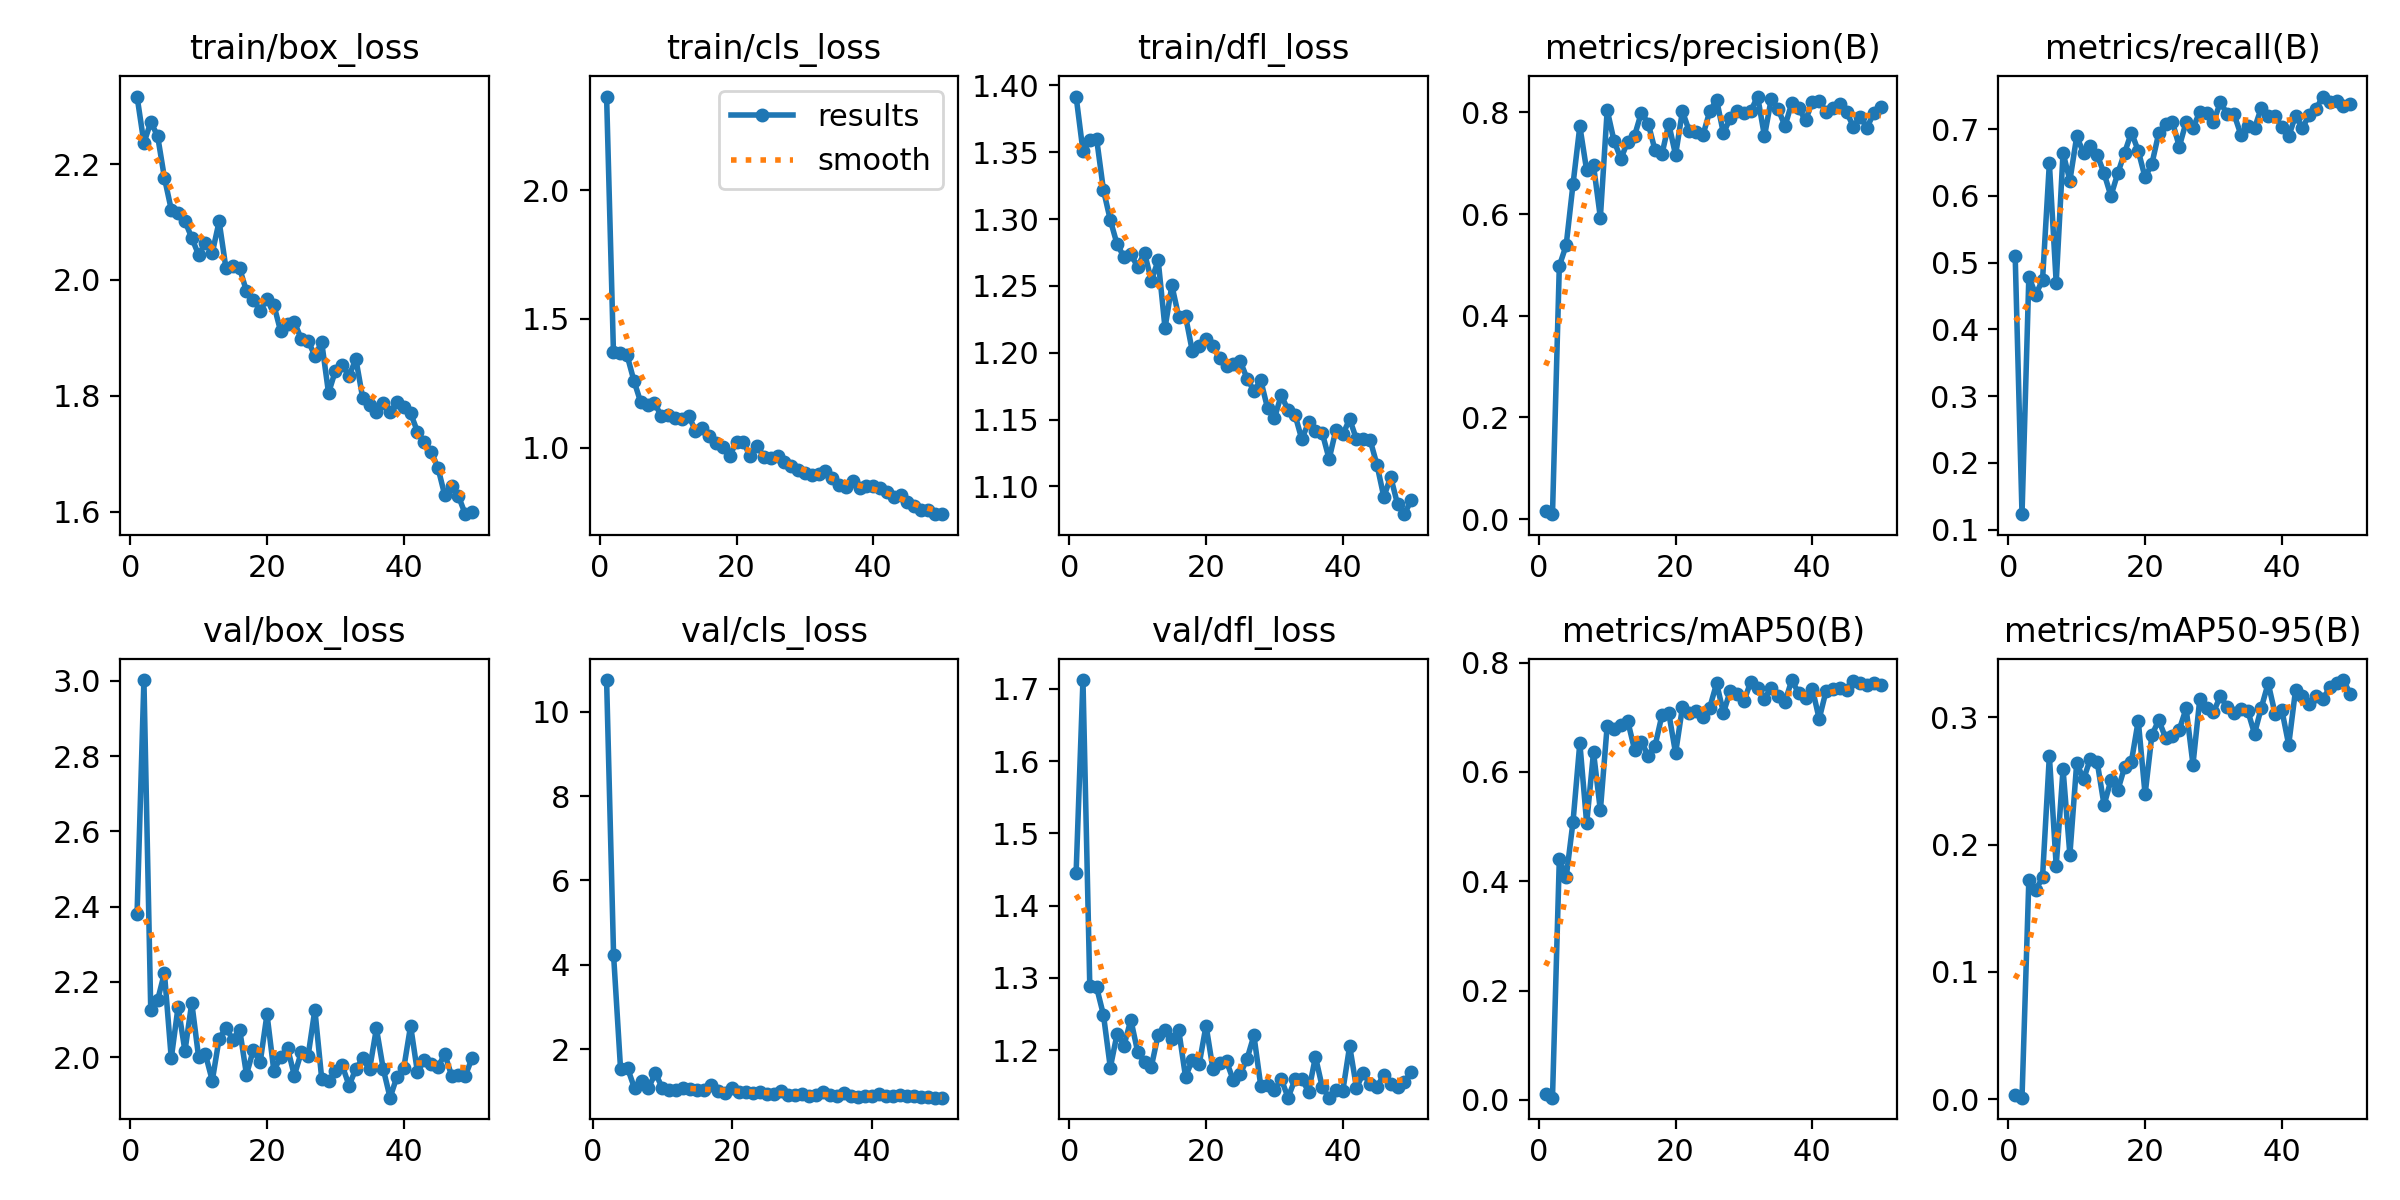 train/box_loss
2.2
2.0
1.8
1.6
0 20 40
train/cls_loss
results
smooth
2.0
1.5
1.0
0 20 40
train/dfl_loss
1.40
1.35
1.30
1.25
1.20
1.15
1.10
0 20 40
metrics/precision(B)
0.8
0.6
0.4
0.2
0.0
0 20 40
metrics/recall(B)
0.7
0.6
0.5
0.4
0.3
0.2
0.1
0 20 40
val/box_loss
3.0
2.8
2.6
2.4
2.2
2.0
0 20 40
val/cls_loss
10
8
6
4
2
0 20 40
val/dfl_loss
1.7
1.6
1.5
1.4
1.3
1.2
0 20 40
metrics/mAP50(B)
0.8
0.6
0.4
0.2
0.0
0 20 40
metrics/mAP50-95(B)
0.3
0.2
0.1
0.0
0 20 40